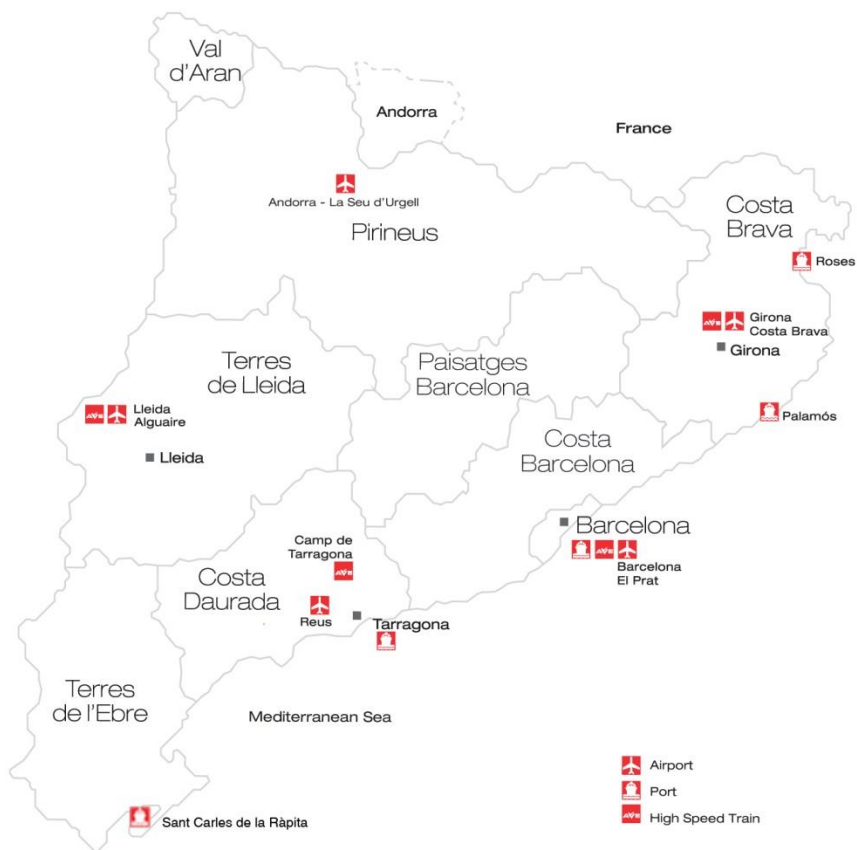 Val
d'Aran
Andorra
France
Andorra - La Seu d'Urgell
Pirineus
Costa
Brava
Roses
Girona
Costa Brava
Girona
Terres
de Lleida
Paisatges
Barcelona
Lleida
Alguaire
Palamós
Lleida
Costa
Barcelona
Barcelona
Barcelona
El Prat
Camp de
Tarragona
Costa
Daurada
Reus
Tarragona
Terres
de l'Ebre
Mediterranean Sea
Airport
Port
High Speed Train
Sant Carles de la Ràpita